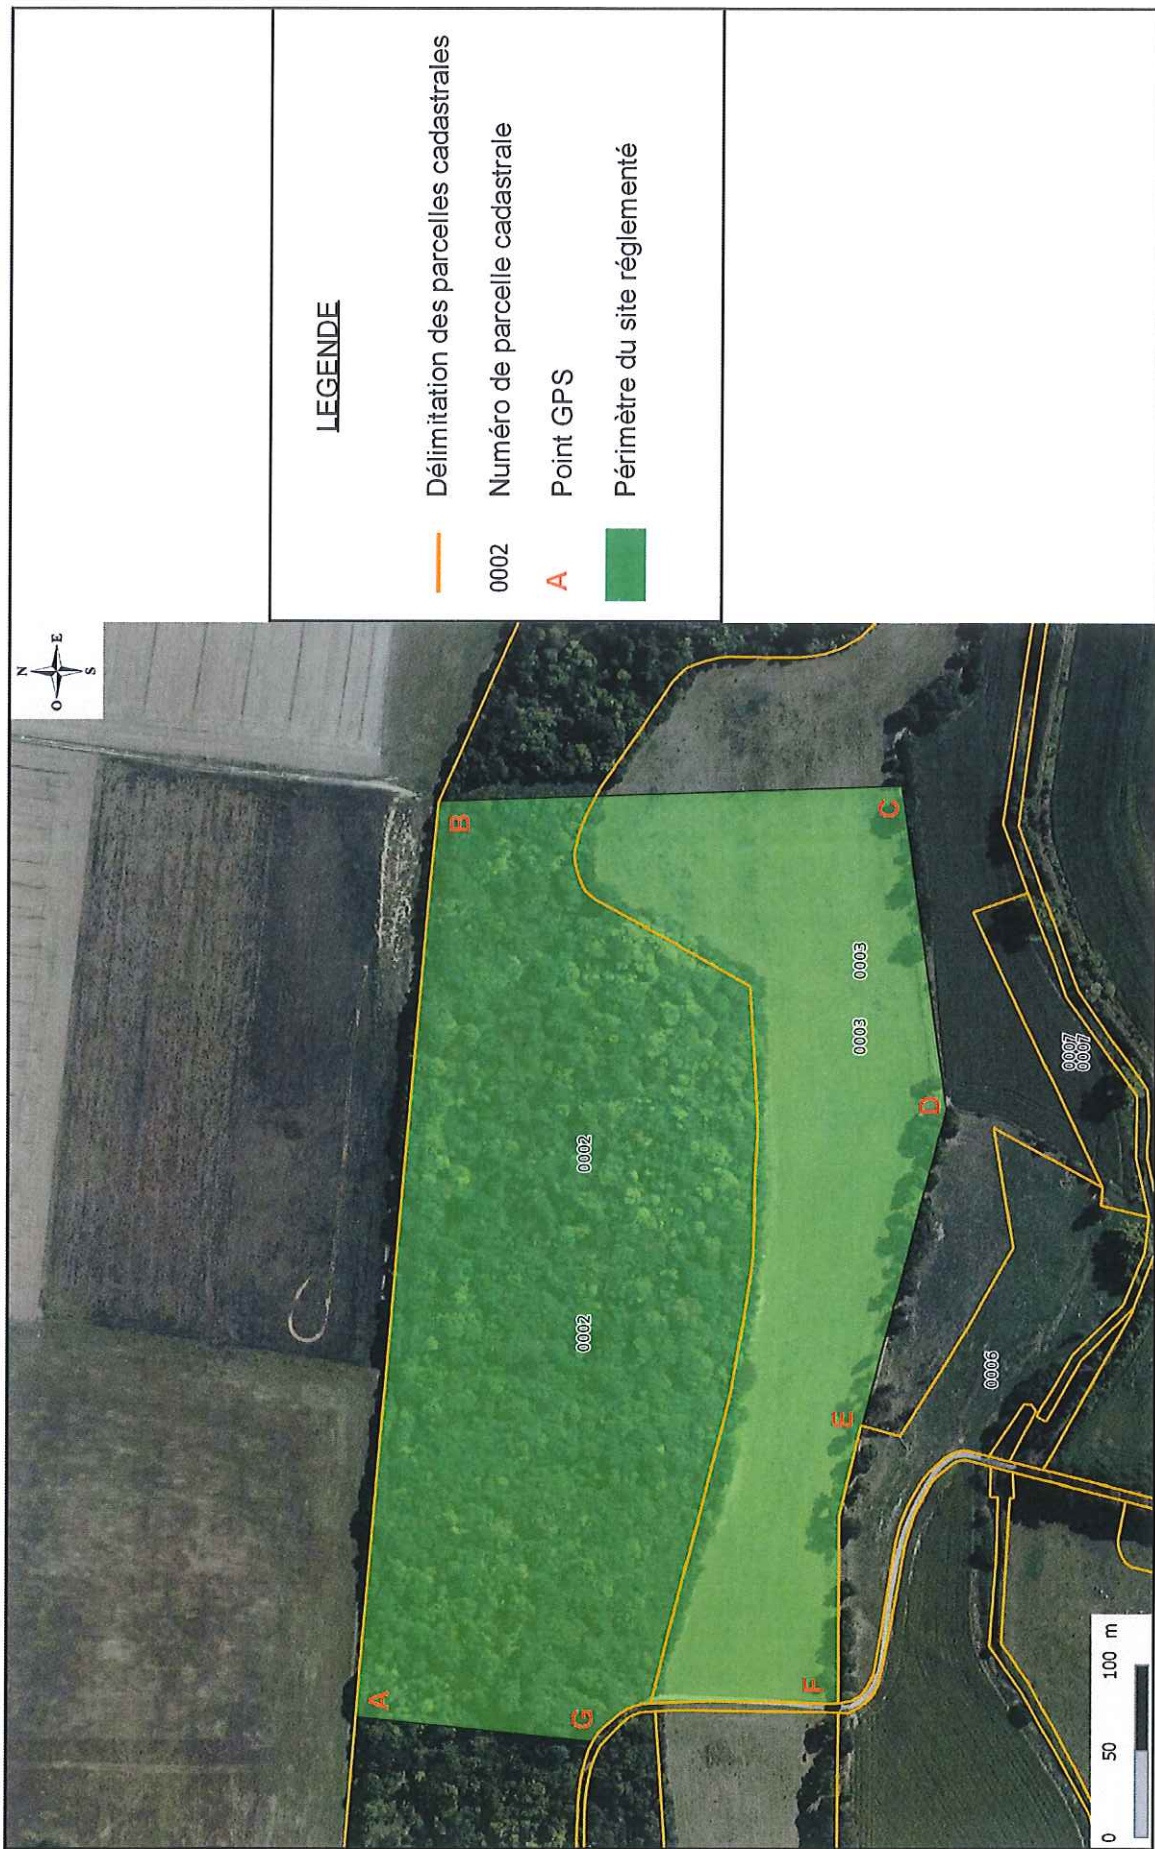 N
O E
S
A
B
C
D
E
F
G
0002
0002
0003
0003
0007
0007
0006
0 50 100 m
LEGENDE
Délimitation des parcelles cadastrales
0002 Numéro de parcelle cadastrale
A Point GPS
Périmètre du site réglementé